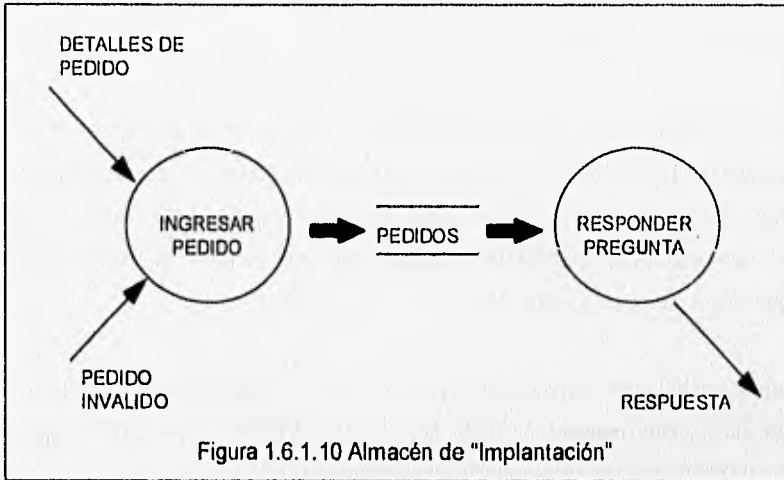 DETALLES DE
PEDIDO
INGRESAR
PEDIDO
PEDIDOS
RESPONDER
PREGUNTA
PEDIDO
INVALIDO
RESPUESTA
Figura 1.6.1.10 Almacén de "Implantación"